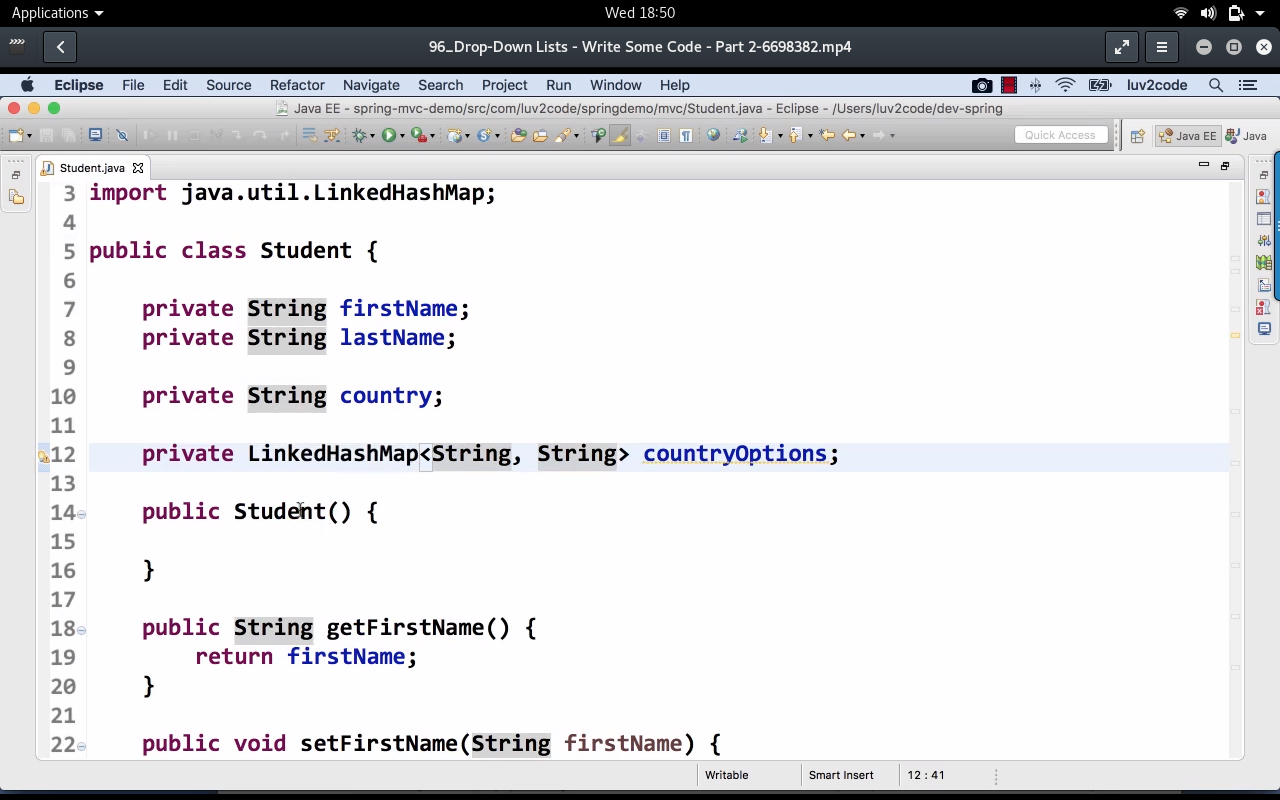 Applications
Wed 18:50
96_Drop-Down Lists - Write Some Code - Part 2-6698382.mp4
Eclipse File Edit Source Refactor Navigate Search Project Run Window Help luv2code
Java EE - spring-mvc-demo/src/com/luv2code/springdemo/mvc/Student.java - Eclipse - /Users/luv2code/dev-spring
Quick Access Java EE Java
Student.java
3 import java.util.LinkedHashMap;
4
5 public class Student {
6
7 private String firstName;
8 private String lastName;
9
10 private String country;
11
12 private LinkedHashMap<String, String> countryOptions;
13
14 public Student() {
15
16 }
17
18 public String getFirstName() {
19 return firstName;
20 }
21
22 public void setFirstName(String firstName) {
Writable Smart Insert 12 : 41